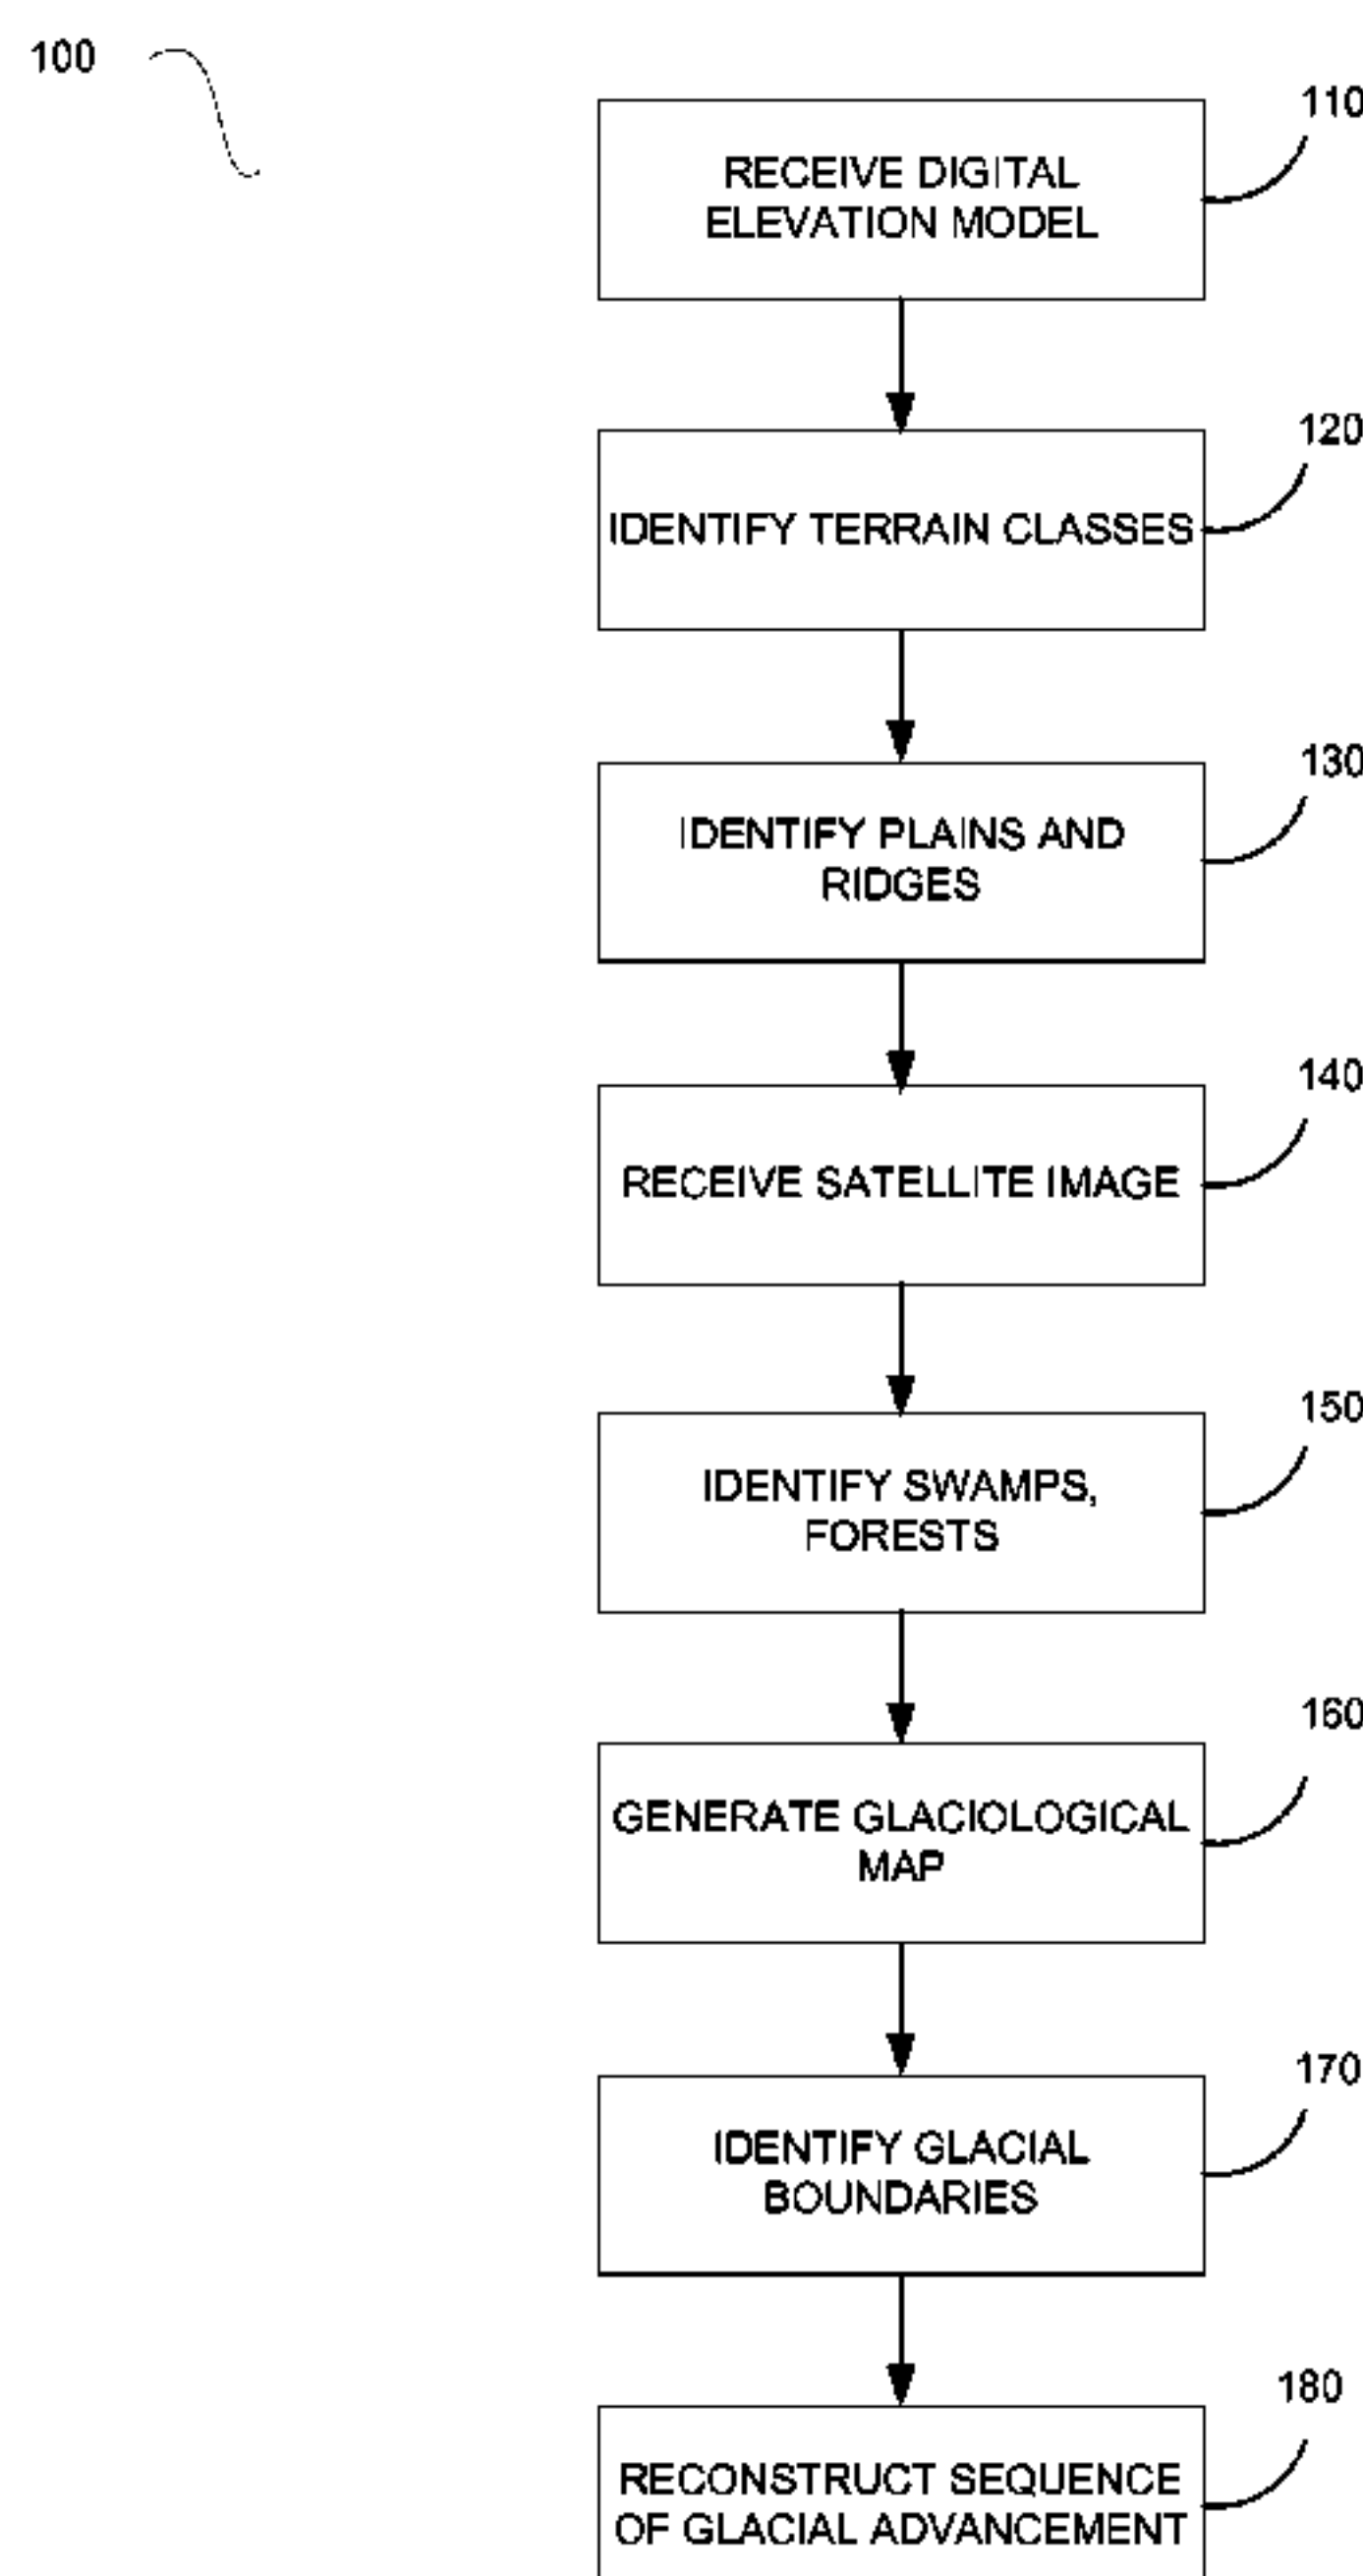 100
110
RECEIVE DIGITAL
ELEVATION MODEL
120
IDENTIFY TERRAIN CLASSES
130
IDENTIFY PLAINS AND
RIDGES
140
RECEIVE SATELLITE IMAGE
150
IDENTIFY SWAMPS,
FORESTS
160
GENERATE GLACIOLOGICAL
MAP
170
IDENTIFY GLACIAL
BOUNDARIES
180
RECONSTRUCT SEQUENCE
OF GLACIAL ADVANCEMENT